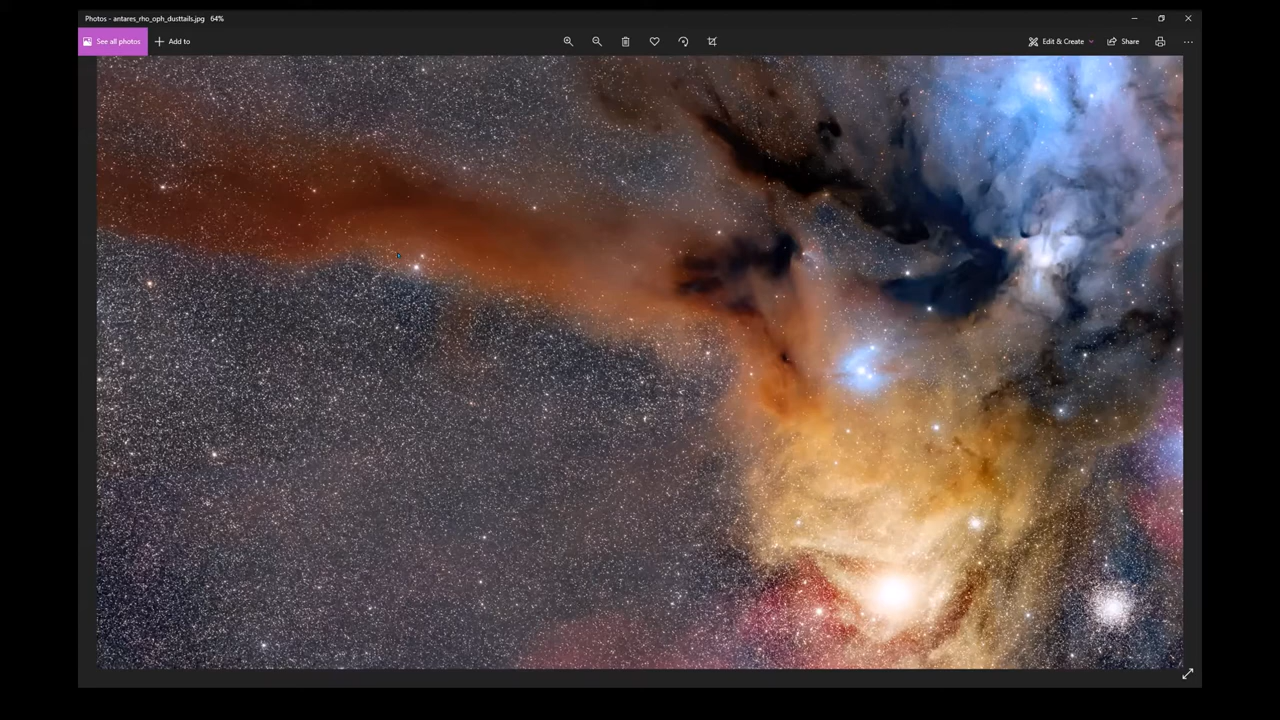 Photos - antares_rho_oph_dusttails.jpg 64%
See all photos
Add to
Edit & Create
Share